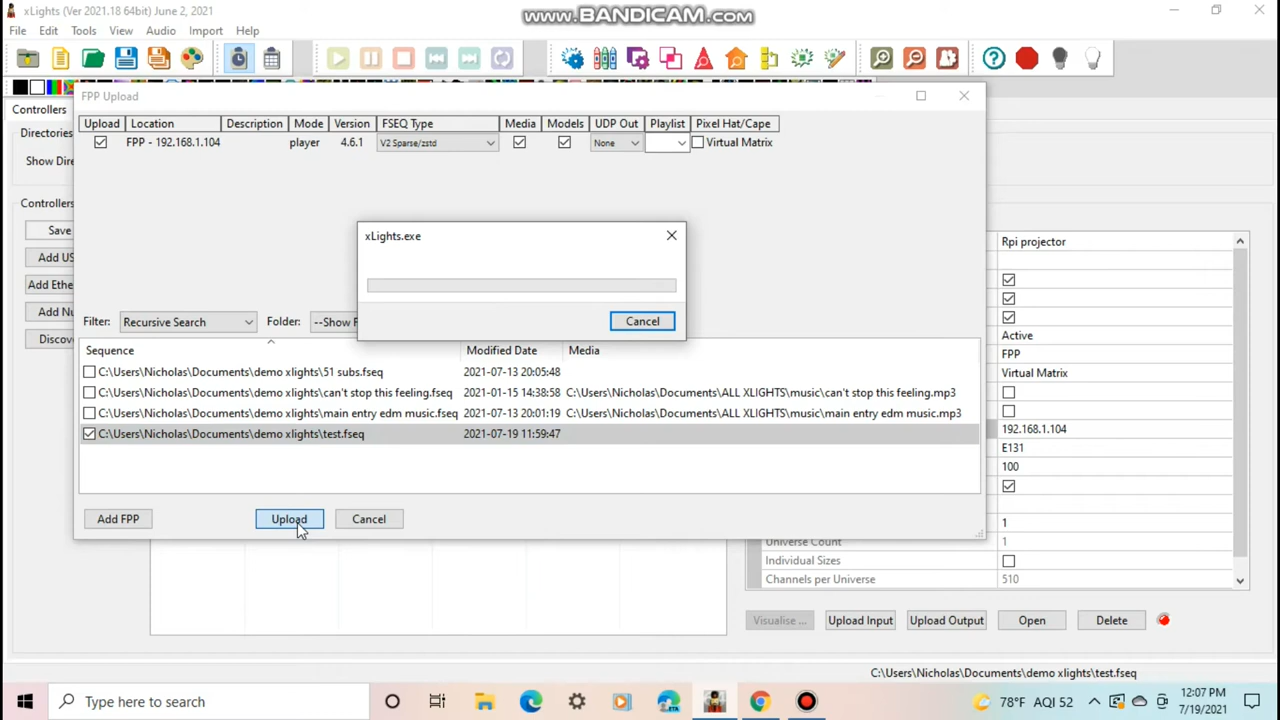 xLights (Ver 2021.18 64bit) June 2, 2021
www.BANDICAM.com
File Edit Tools View Audio Import Help
FPP Upload
Controllers
Upload Location Description Mode Version FSEQ Type Media Models UDP Out Playlist Pixel Hat/Cape
Directories
FPP - 192.168.1.104 player 4.6.1 V2 Sparse/zstd None Virtual Matrix
Show Dire
Controllers
Save
xLights.exe
Rpi projector
Add US
Add Ethe
Add Nu
Filter: Recursive Search Folder: --Show F
Cancel
Active
Discov
Sequence Modified Date Media
FPP
C:\Users\Nicholas\Documents\demo xlights\51 subs.fseq 2021-07-13 20:05:48
Virtual Matrix
C:\Users\Nicholas\Documents\demo xlights\can't stop this feeling.fseq 2021-01-15 14:38:58 C:\Users\Nicholas\Documents\ALL XLIGHTS\music\can't stop this feeling.mp3
C:\Users\Nicholas\Documents\demo xlights\main entry edm music.fseq 2021-07-13 20:01:19 C:\Users\Nicholas\Documents\ALL XLIGHTS\music\main entry edm music.mp3
192.168.1.104
C:\Users\Nicholas\Documents\demo xlights\test.fseq 2021-07-19 11:59:47
E131
100
Add FPP Upload Cancel
1
Universe Count 1
Individual Sizes
Channels per Universe 510
Visualise ... Upload Input Upload Output Open Delete
C:\Users\Nicholas\Documents\demo xlights\test.fseq
Type here to search
78°F AQI 52
12:07 PM
7/19/2021